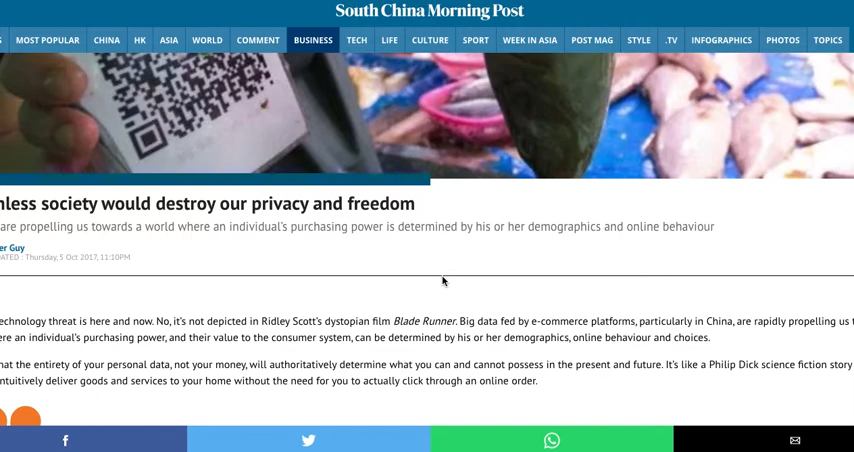 South China Morning Post
S MOST POPULAR CHINA HK ASIA WORLD COMMENT BUSINESS TECH LIFE CULTURE SPORT WEEK IN ASIA POST MAG STYLE .TV INFOGRAPHICS PHOTOS TOPICS
nless society would destroy our privacy and freedom
are propelling us towards a world where an individual's purchasing power is determined by his or her demographics and online behaviour
er Guy
ATED : Thursday, 5 Oct 2017, 11:10PM
echnology threat is here and now. No, it's not depicted in Ridley Scott's dystopian film Blade Runner. Big data fed by e-commerce platforms, particularly in China, are rapidly propelling us t
ere an individual's purchasing power, and their value to the consumer system, can be determined by his or her demographics, online behaviour and choices.
hat the entirety of your personal data, not your money, will authoritatively determine what you can and cannot possess in the present and future. It's like a Philip Dick science fiction story
ntuitively deliver goods and services to your home without the need for you to actually click through an online order.